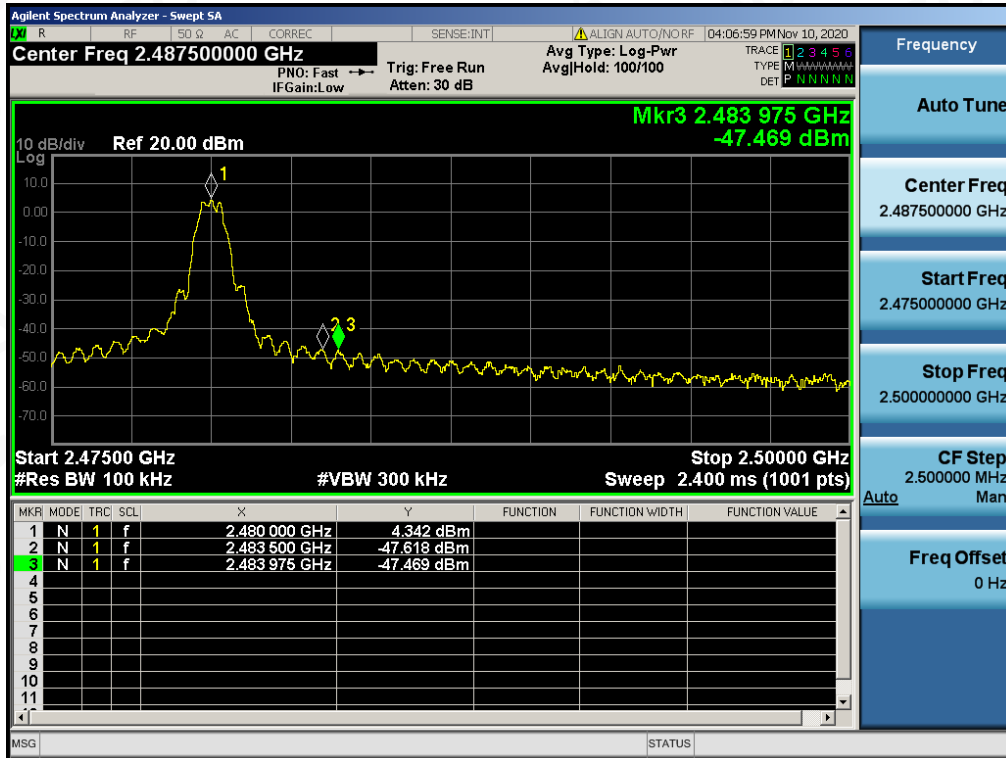 Agilent Spectrum Analyzer - Swept SA
LXI R RF 50 Ω AC CORREC SENSE:INT ALIGN AUTO/NO RF 04:06:59 PM Nov 10, 2020
Center Freq 2.487500000 GHz
PNO: Fast
IFGain:Low
Trig: Free Run
Atten: 30 dB
Avg Type: Log-Pwr
Avg|Hold: 100/100
TRACE 1 2 3 4 5 6
TYPE M WWWWW
DET P N N N N N
Mkr3 2.483 975 GHz
-47.469 dBm
10 dB/div Ref 20.00 dBm
Log
10.0
0.00
-10.0
-20.0
-30.0
-40.0
-50.0
-60.0
-70.0
1
2 3
Start 2.47500 GHz Stop 2.50000 GHz
#Res BW 100 kHz #VBW 300 kHz Sweep 2.400 ms (1001 pts)
MKR MODE TRC SCL X Y FUNCTION FUNCTION WIDTH FUNCTION VALUE
1 N 1 f 2.480 000 GHz 4.342 dBm
2 N 1 f 2.483 500 GHz -47.618 dBm
3 N 1 f 2.483 975 GHz -47.469 dBm
4
5
6
7
8
9
10
11
MSG STATUS
Frequency
Auto Tune
Center Freq
2.487500000 GHz
Start Freq
2.475000000 GHz
Stop Freq
2.500000000 GHz
CF Step
2.500000 MHz
Auto Man
Freq Offset
0 Hz